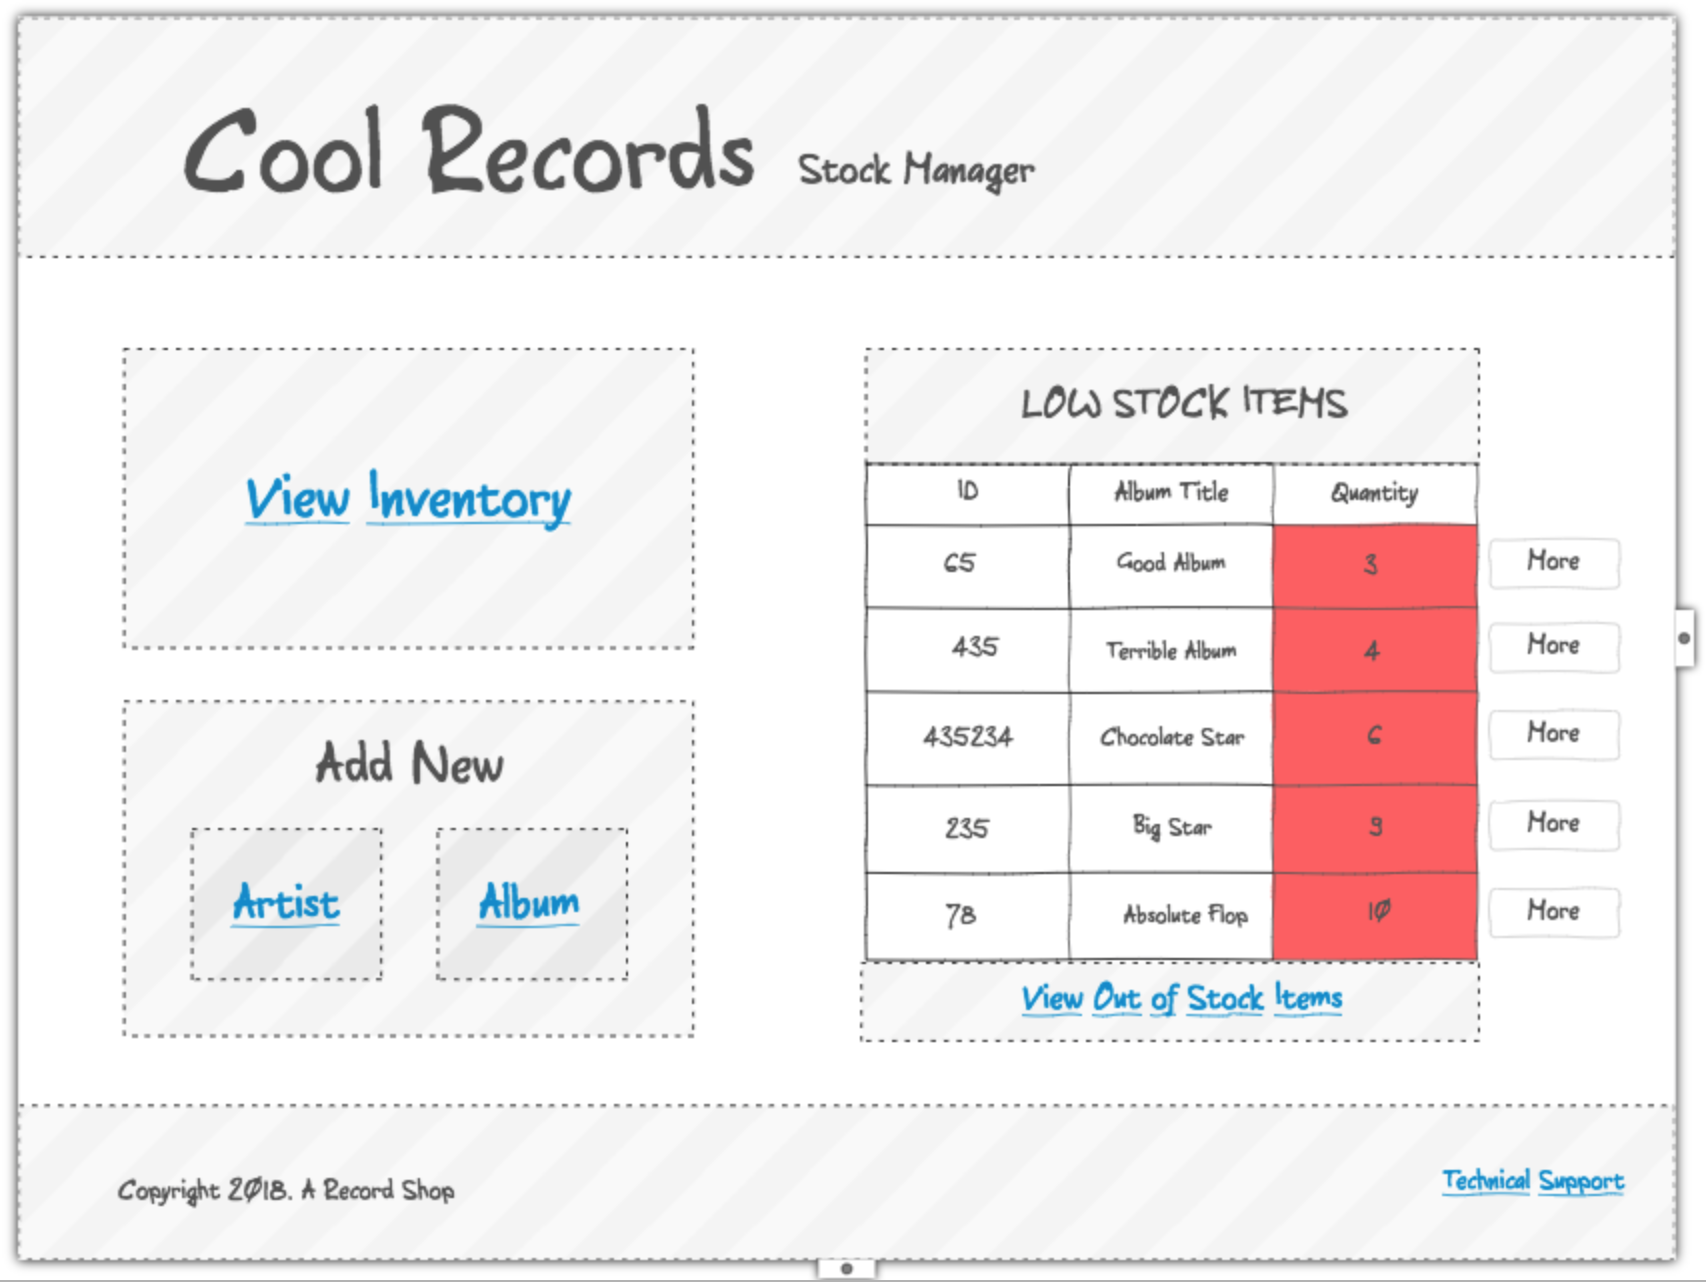 Cool Records Stock Manager
View Inventory
Add New
Artist Album
LOW STOCK ITEMS
ID Album Title Quantity
65 Good Album 3 More
435 Terrible Album 4 More
435234 Chocolate Star 6 More
235 Big Star 9 More
78 Absolute Flop 10 More
View Out of Stock Items
Copyright 2018. A Record Shop
Technical Support